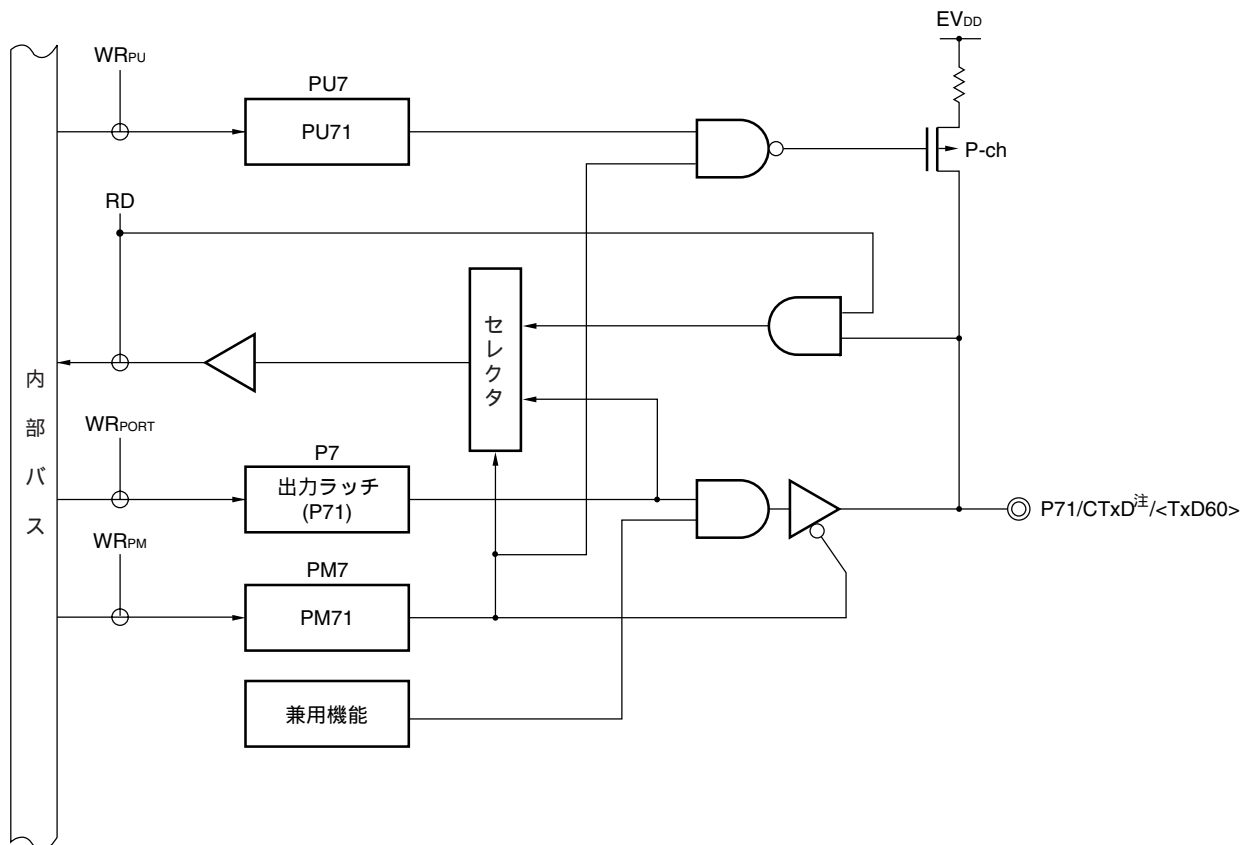 EVDD
WRPU
PU7
PU71
P-ch
RD
セレクタ
内部バス
WRPORT
P7
出力ラッチ
(P71)
P71/CTxD注/<TxD60>
WRPM
PM7
PM71
兼用機能